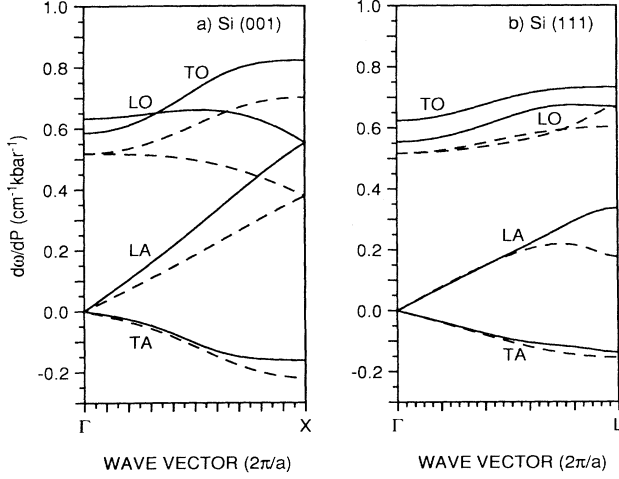 a) Si (001)
b) Si (111)
dω/dP (cm⁻¹kbar⁻¹)
1.0
0.8
0.6
0.4
0.2
0.0
-0.2
TO
LO
LA
TA
Γ
X
WAVE VECTOR (2π/a)
1.0
0.8
0.6
0.4
0.2
0.0
-0.2
TO
LO
LA
TA
Γ
L
WAVE VECTOR (2π/a)